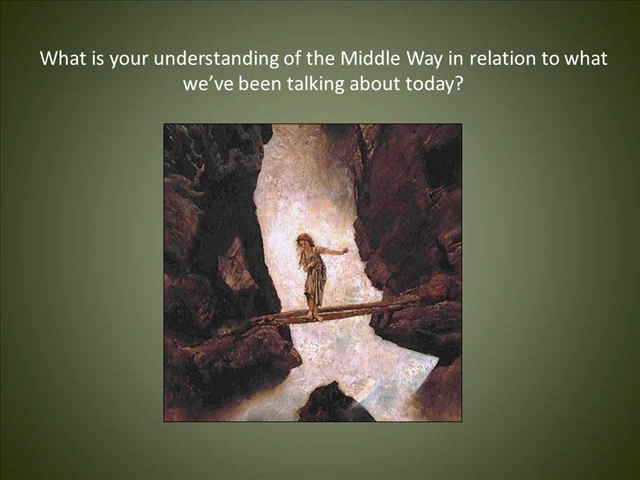 What is your understanding of the Middle Way in relation to what
we’ve been talking about today?